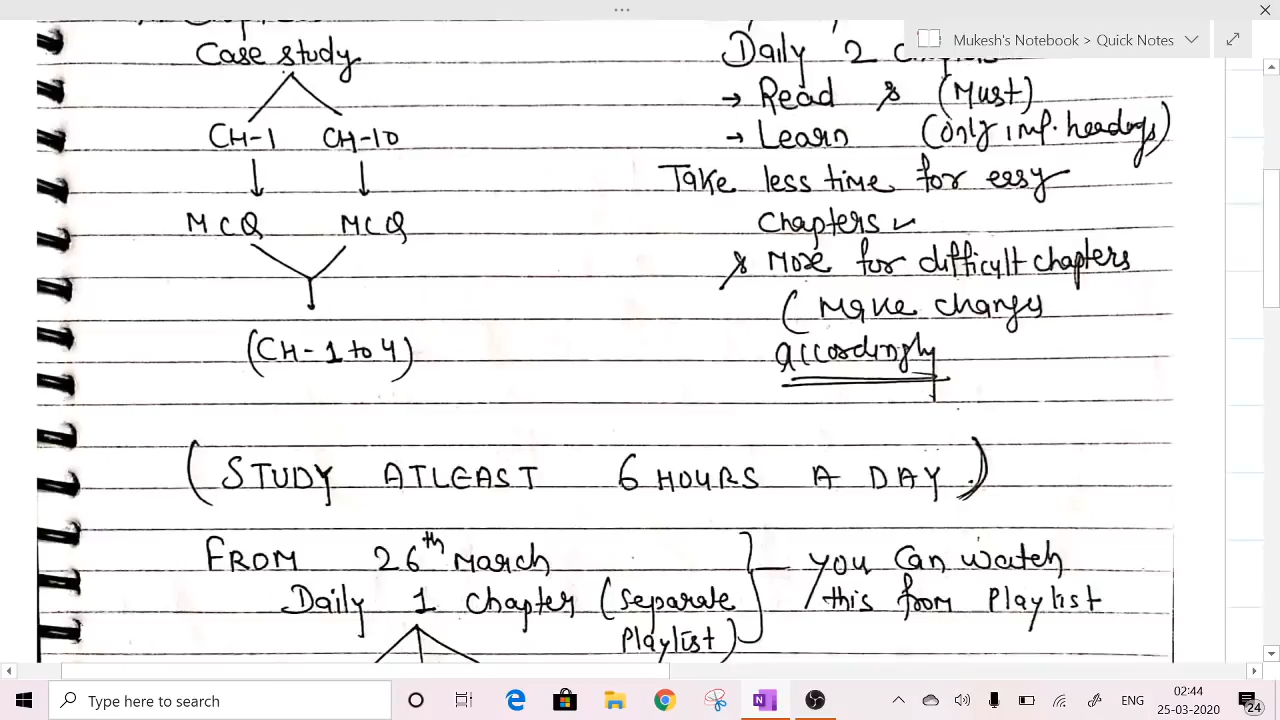 Mukesh's Notebook > Quick Notes
Case study
CH-1 CH-10
MCQ MCQ
(CH-1 to 4)
Daily 2
→ Read & (Must)
→ Learn (only imp. headings)
Take less time for easy
chapters ✓
& More for difficult chapters
(Make changes
accordingly
(STUDY ATLEAST 6 HOURS A DAY.)
FROM 26th March
Daily 1 chapter (separate
playlist)
you can watch
this from playlist
Type here to search
ENG
25-03-2020
24